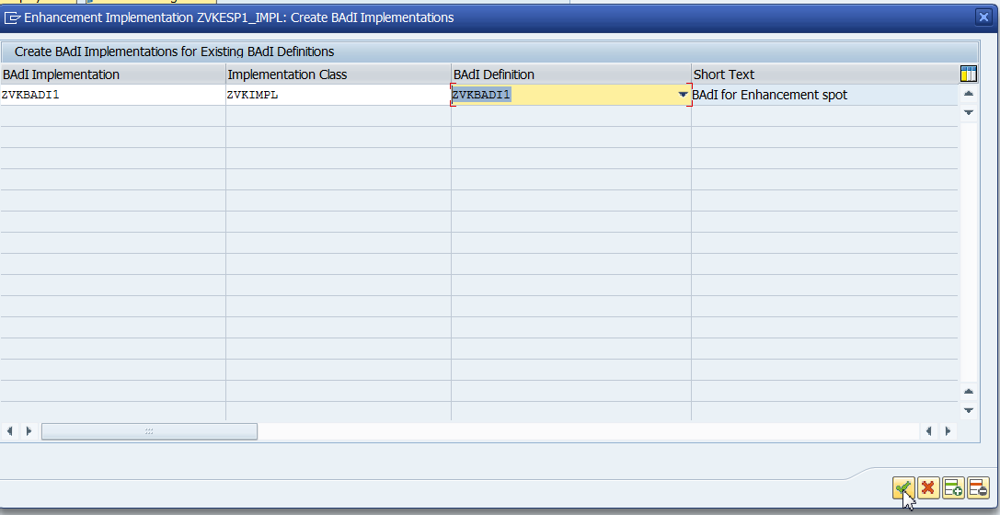 Enhancement Implementation ZVKESP1_IMPL: Create BAdI Implementations
Create BAdI Implementations for Existing BAdI Definitions
BAdI Implementation Implementation Class BAdI Definition Short Text
ZVKBADI1 ZVKIMPL ZVKBADI1 BAdI for Enhancement spot